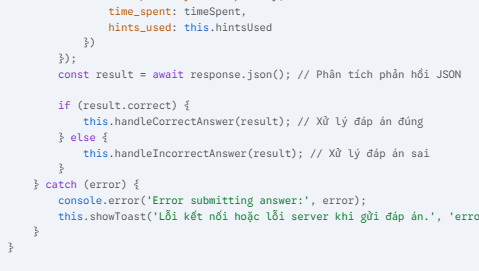 time_spent: timeSpent,
hints_used: this.hintsUsed
})
});
const result = await response.json(); // Phân tích phản hồi JSON
if (result.correct) {
this.handleCorrectAnswer(result); // Xử lý đáp án đúng
} else {
this.handleIncorrectAnswer(result); // Xử lý đáp án sai
}
} catch (error) {
console.error('Error submitting answer:', error);
this.showToast('Lỗi kết nối hoặc lỗi server khi gửi đáp án.', 'erro
}
}